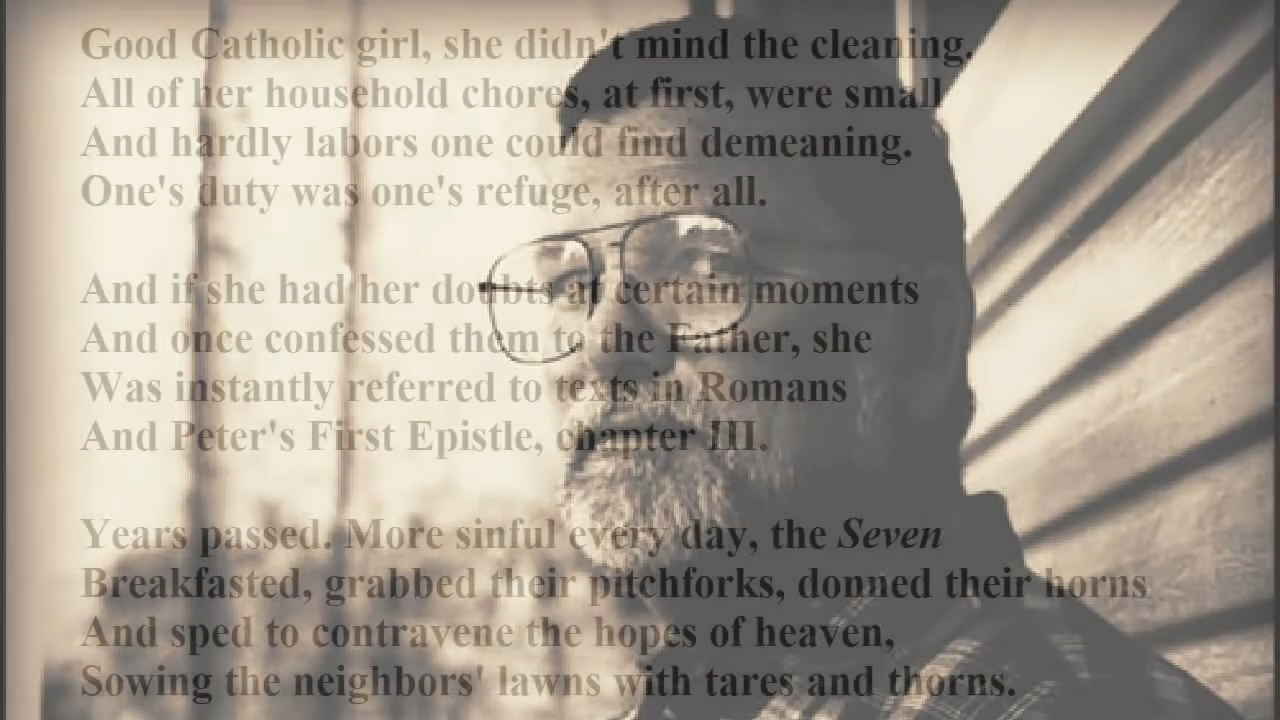 Good Catholic girl, she didn't mind the cleaning.
All of her household chores, at first, were small
And hardly labors one could find demeaning.
One's duty was one's refuge, after all.
And if she had her doubts at certain moments
And once confessed them to the Father, she
Was instantly referred to texts in Romans
And Peter's First Epistle, chapter III.
Years passed. More sinful every day, the Seven
Breakfasted, grabbed their pitchforks, donned their horns
And sped to contravene the hopes of heaven,
Sowing the neighbors' lawns with tares and thorns.